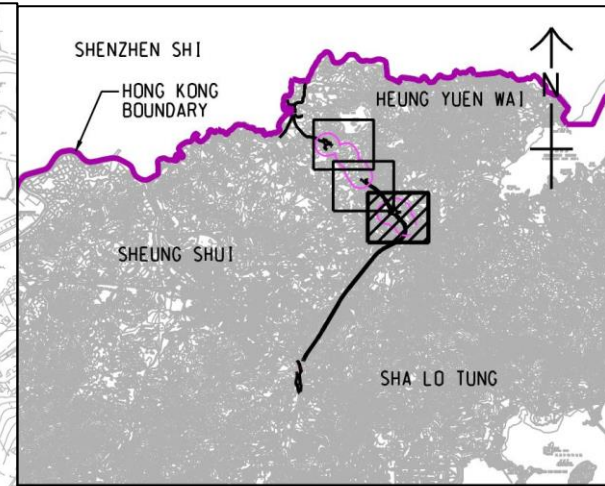 SHENZHEN SHI
HONG KONG
BOUNDARY
HEUNG YUEN WAI
N
SHEUNG SHUI
SHA LO TUNG